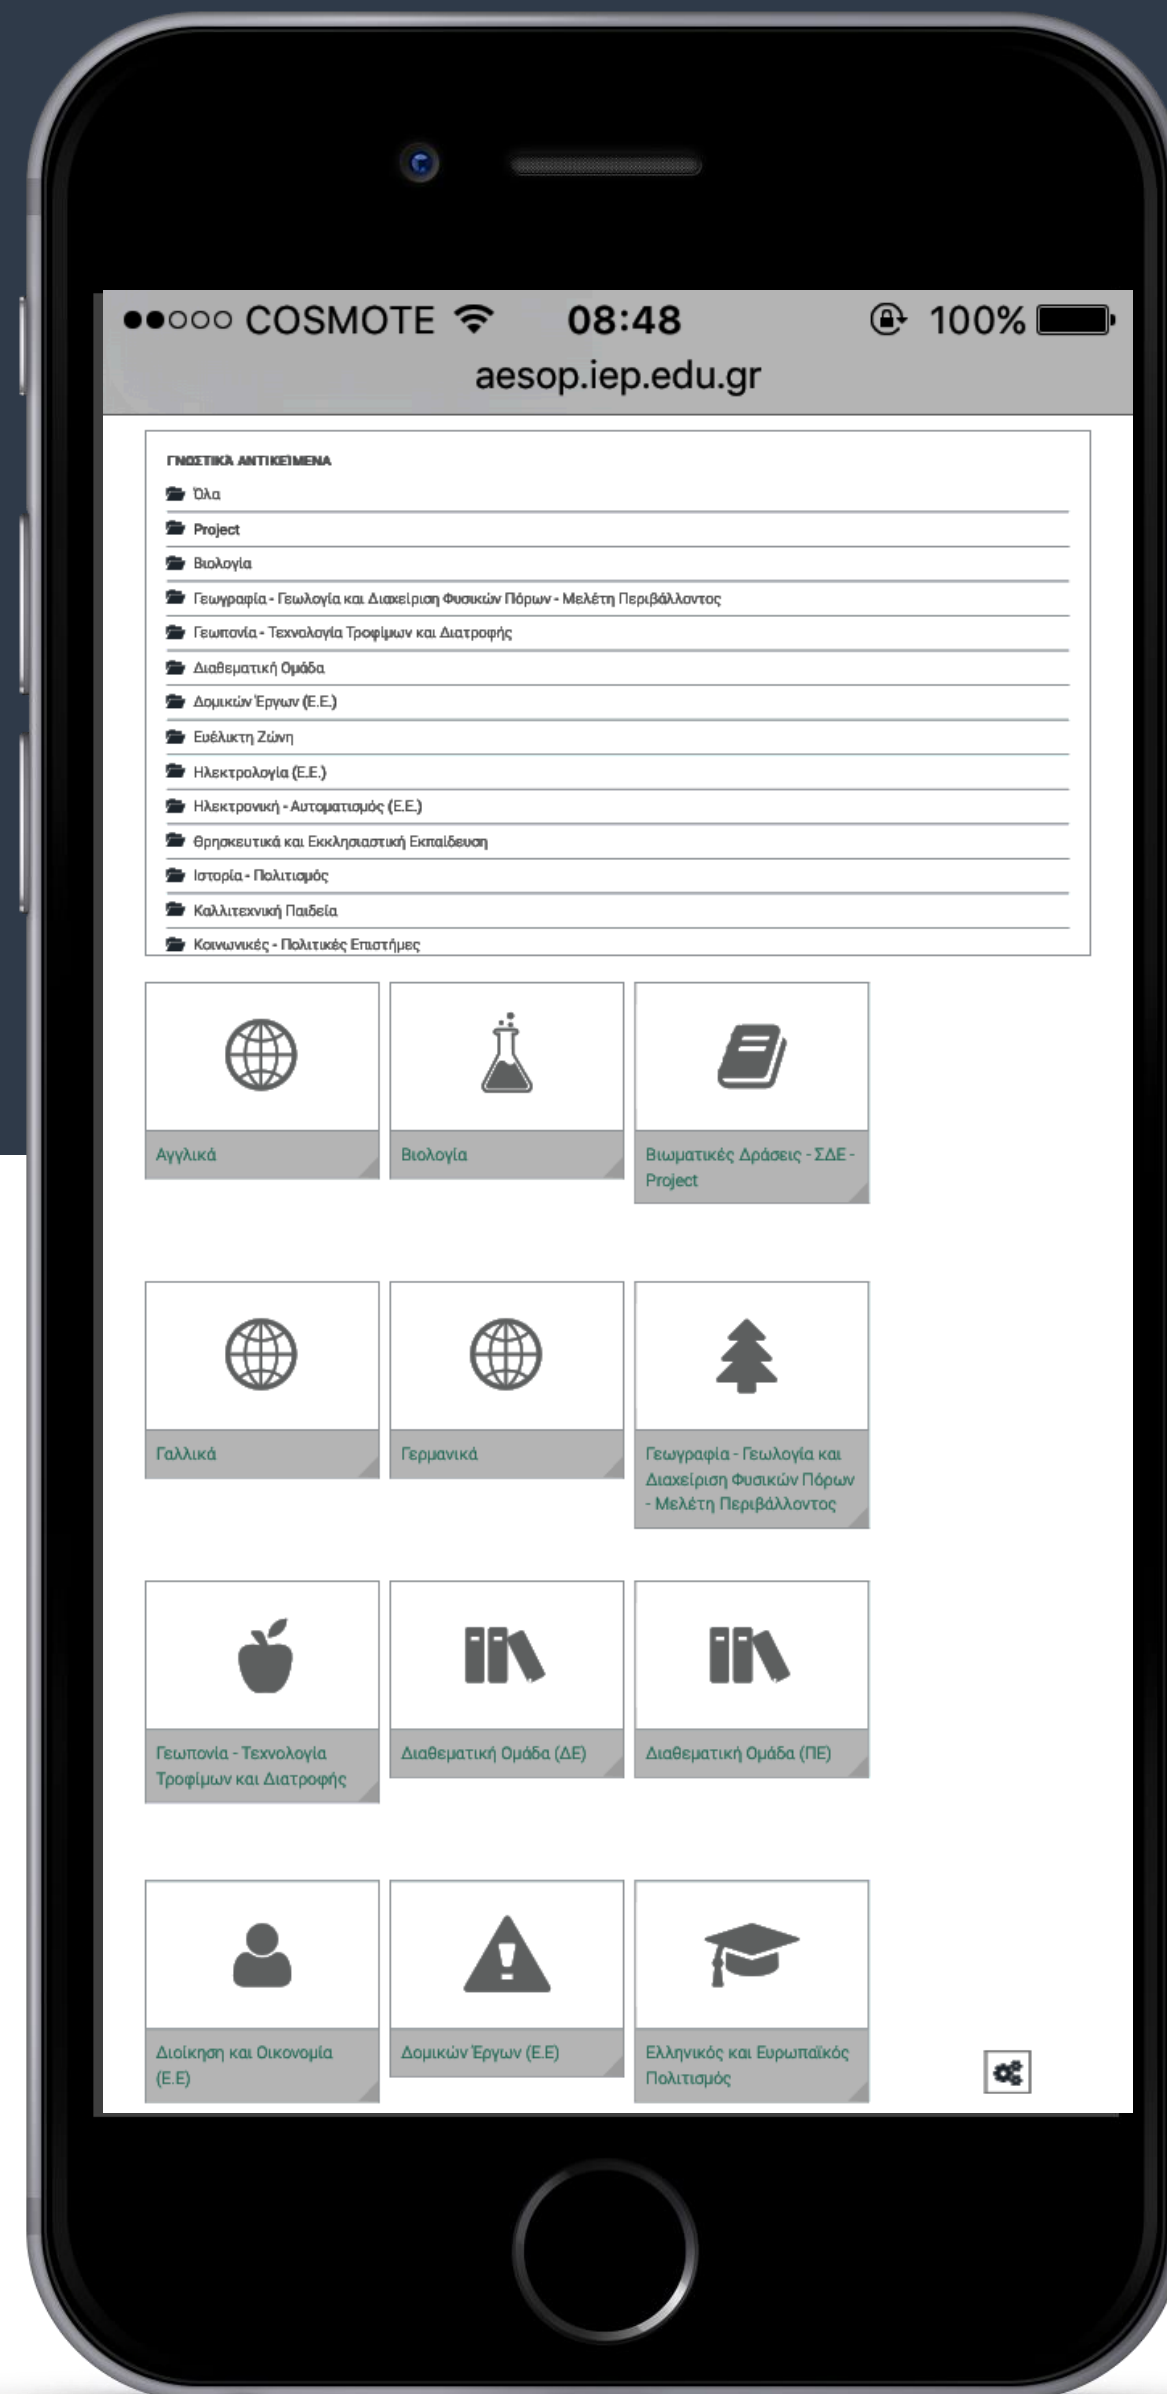 COSMOTE 08:48 100%
aesop.iep.edu.gr
ΓΝΩΣΤΙΚΆ ΑΝΤΙΚΕΊΜΕΝΑ
Όλα
Project
Βιολογία
Γεωγραφία - Γεωλογία και Διαχείριση Φυσικών Πόρων - Μελέτη Περιβάλλοντος
Γεωπονία - Τεχνολογία Τροφίμων και Διατροφής
Διαθεματική Ομάδα
Δομικών Έργων (Ε.Ε.)
Ευέλικτη Ζώνη
Ηλεκτρολογία (Ε.Ε.)
Ηλεκτρονική - Αυτοματισμός (Ε.Ε.)
Θρησκευτικά και Εκκλησιαστική Εκπαίδευση
Ιστορία - Πολιτισμός
Καλλιτεχνική Παιδεία
Κοινωνικές - Πολιτικές Επιστήμες
Αγγλικά
Βιολογία
Βιωματικές Δράσεις - ΣΔΕ -
Project
Γαλλικά
Γερμανικά
Γεωγραφία - Γεωλογία και
Διαχείριση Φυσικών Πόρων
- Μελέτη Περιβάλλοντος
Γεωπονία - Τεχνολογία
Τροφίμων και Διατροφής
Διαθεματική Ομάδα (ΔΕ)
Διαθεματική Ομάδα (ΠΕ)
Διοίκηση και Οικονομία
(Ε.Ε)
Δομικών Έργων (Ε.Ε)
Ελληνικός και Ευρωπαϊκός
Πολιτισμός